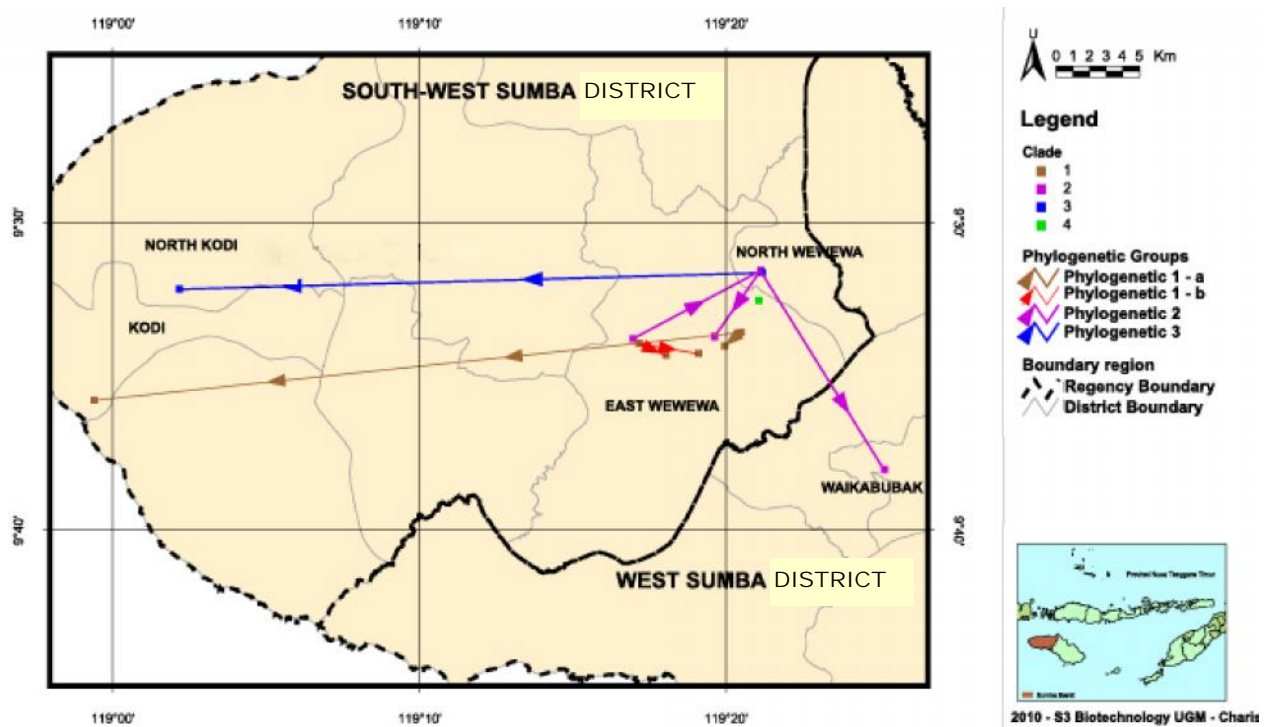 119°00' 119°10' 119°20'
SOUTH-WEST SUMBA DISTRICT
9°30' 9°30'
NORTH KODI
NORTH WEWEWA
KODI
EAST WEWEWA
WAIKABUBAK
9°40' 9°40'
WEST SUMBA DISTRICT
119°00' 119°10' 119°20'
U
0 1 2 3 4 5 Km
Legend
Clade
1
2
3
4
Phylogenetic Groups
Phylogenetic 1 - a
Phylogenetic 1 - b
Phylogenetic 2
Phylogenetic 3
Boundary region
Regency Boundary
District Boundary
Provinsi Nusa Tenggara Timur
Sumba Barat
2010 - S3 Biotechnology UGM - Charis